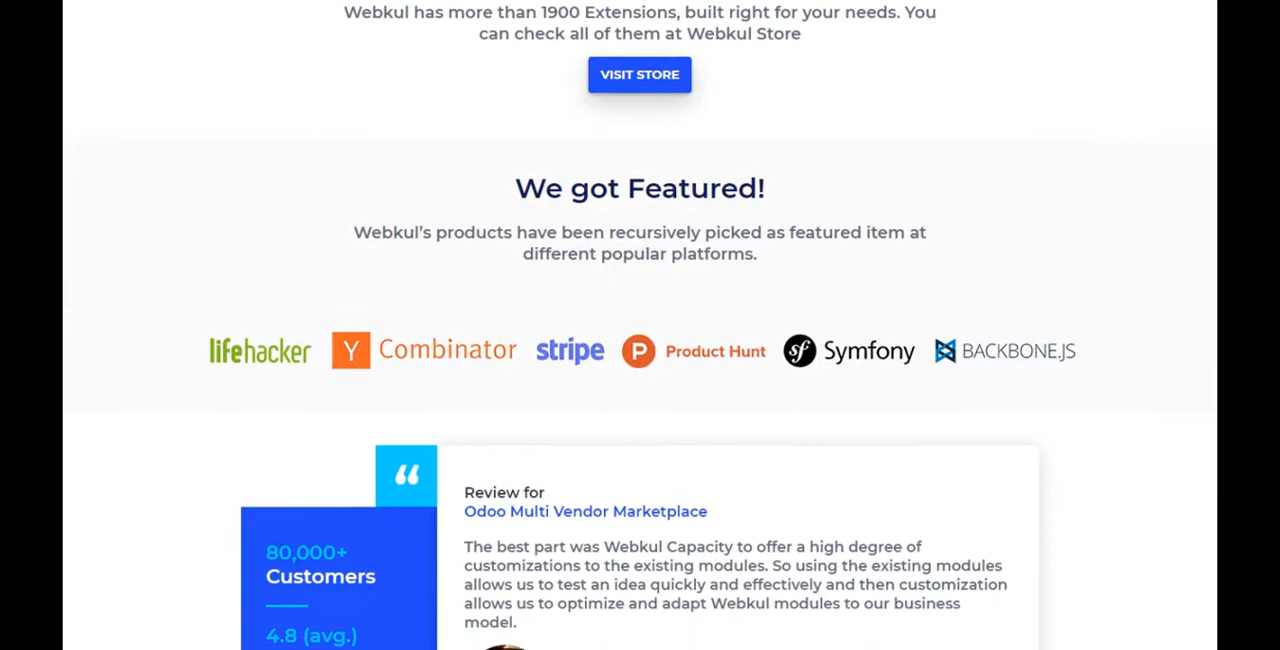 Webkul has more than 1900 Extensions, built right for your needs. You
can check all of them at Webkul Store
VISIT STORE
We got Featured!
Webkul's products have been recursively picked as featured item at
different popular platforms.
lifehacker
Y Combinator
stripe
P Product Hunt
sf Symfony
BACKBONE.JS
“
Review for
Odoo Multi Vendor Marketplace
80,000+
Customers
4.8 (avg.)
The best part was Webkul Capacity to offer a high degree of
customizations to the existing modules. So using the existing modules
allows us to test an idea quickly and effectively and then customization
allows us to optimize and adapt Webkul modules to our business
model.